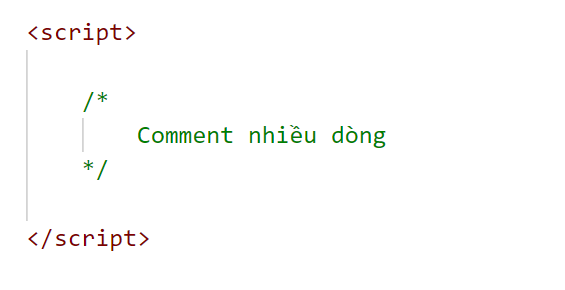 <script>
/*
Comment nhiều dòng
*/
</script>